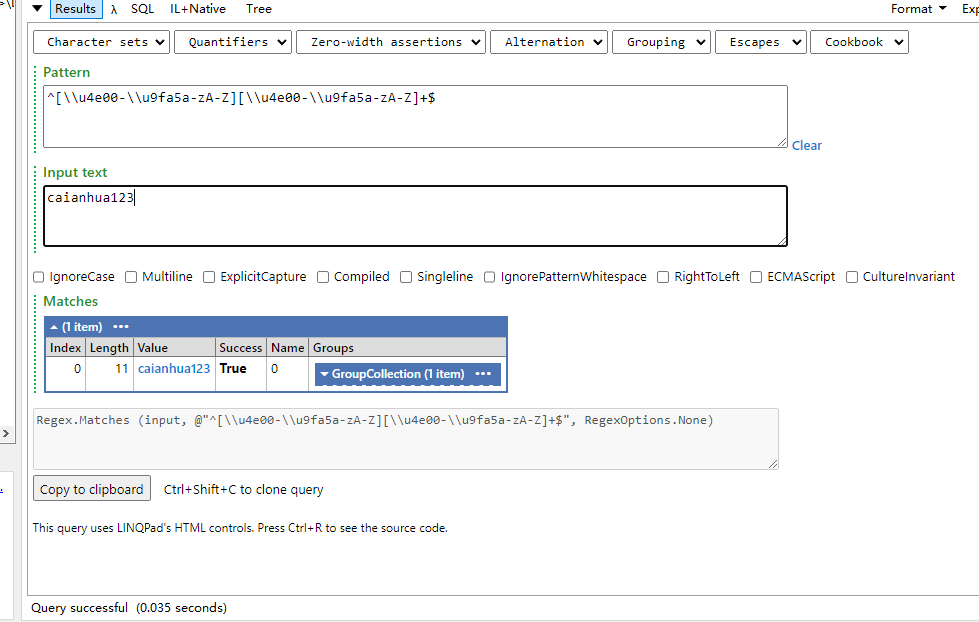 Results λ SQL IL+Native Tree Format Exp
Character sets Quantifiers Zero-width assertions Alternation Grouping Escapes Cookbook
Pattern
^[\\u4e00-\\u9fa5a-zA-Z][\\u4e00-\\u9fa5a-zA-Z]+$
Clear
Input text
caianhua123
IgnoreCase Multiline ExplicitCapture Compiled Singleline IgnorePatternWhitespace RightToLeft ECMAScript CultureInvariant
Matches
(1 item) •••
Index Length Value Success Name Groups
0 11 caianhua123 True 0 GroupCollection (1 item) •••
Regex.Matches (input, @"^[\\u4e00-\\u9fa5a-zA-Z][\\u4e00-\\u9fa5a-zA-Z]+$", RegexOptions.None)
Copy to clipboard Ctrl+Shift+C to clone query
This query uses LINQPad's HTML controls. Press Ctrl+R to see the source code.
Query successful (0.035 seconds)